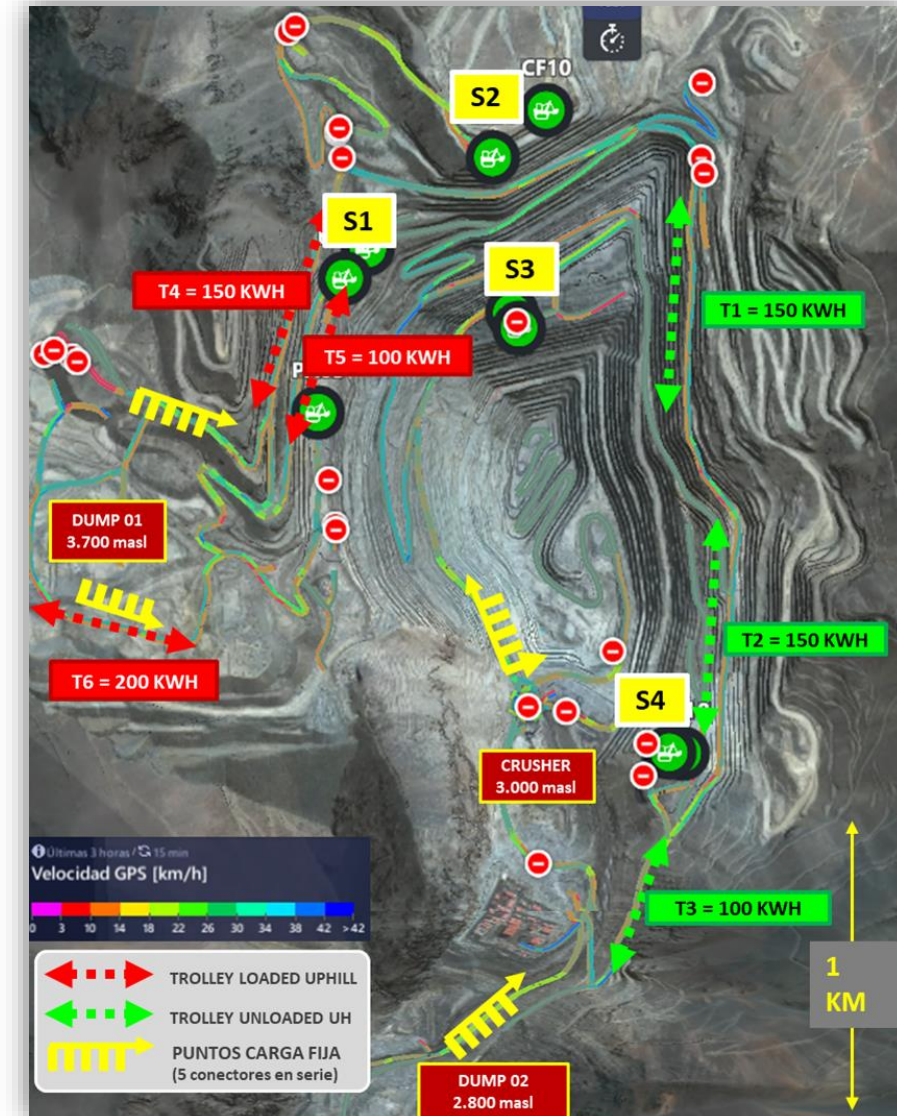 CF10
S2
S1
S3
T4 = 150 KWH
T1 = 150 KWH
T5 = 100 KWH
DUMP 01
3.700 masl
T6 = 200 KWH
T2 = 150 KWH
S4
CRUSHER
3.000 masl
Últimas 3 horas / 15 min
Velocidad GPS [km/h]
0 3 10 14 18 22 26 30 34 38 42 >42
T3 = 100 KWH
1
KM
TROLLEY LOADED UPHILL
TROLLEY UNLOADED UH
PUNTOS CARGA FIJA
(5 conectores en serie)
DUMP 02
2.800 masl